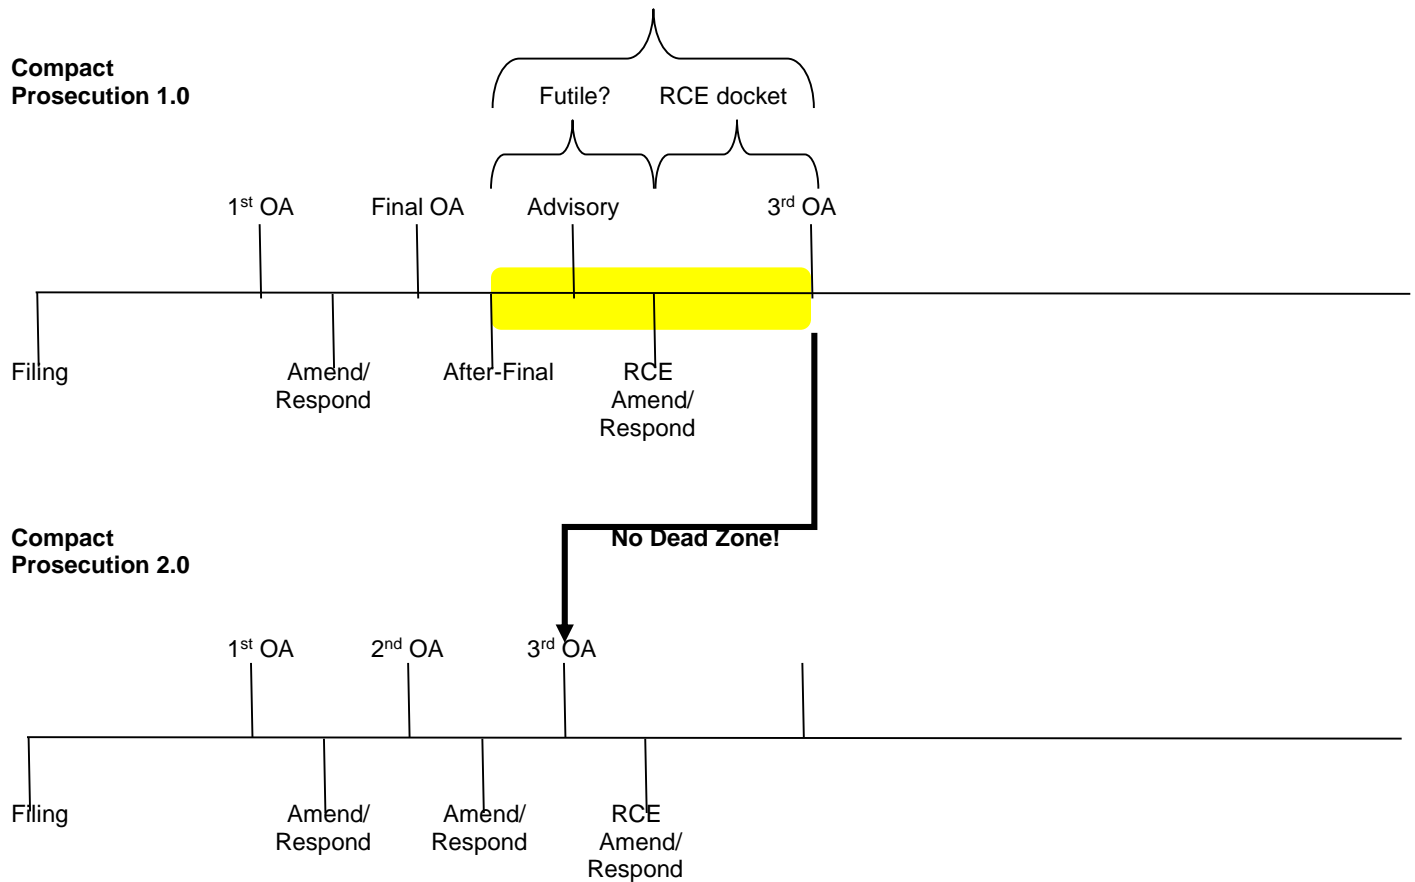 Compact
Prosecution 1.0
Futile? RCE docket
1st OA Final OA Advisory 3rd OA
Filing Amend/ After-Final RCE
Respond Amend/
Respond
Compact No Dead Zone!
Prosecution 2.0
1st OA 2nd OA 3rd OA
Filing Amend/ Amend/ RCE
Respond Respond Amend/
Respond